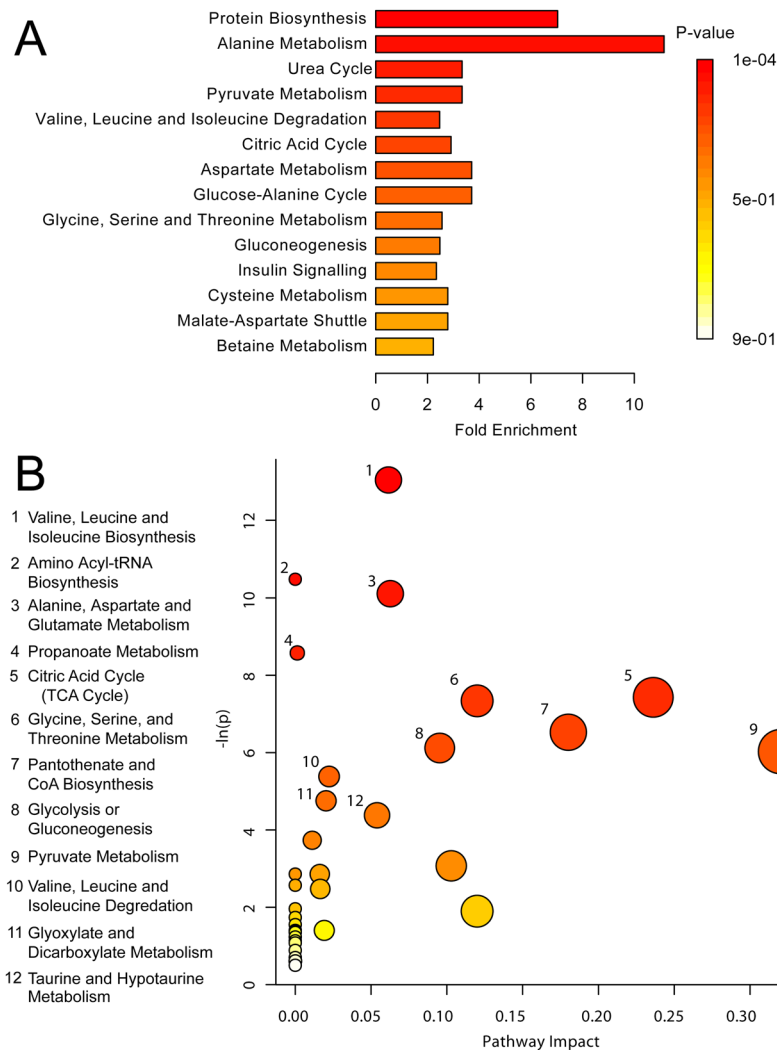 A
Protein Biosynthesis
Alanine Metabolism
Urea Cycle
Pyruvate Metabolism
Valine, Leucine and Isoleucine Degradation
Citric Acid Cycle
Aspartate Metabolism
Glucose-Alanine Cycle
Glycine, Serine and Threonine Metabolism
Gluconeogenesis
Insulin Signalling
Cysteine Metabolism
Malate-Aspartate Shuttle
Betaine Metabolism
0 2 4 6 8 10
Fold Enrichment
P-value
1e-04
5e-01
9e-01
B
1 Valine, Leucine and
Isoleucine Biosynthesis
2 Amino Acyl-tRNA
Biosynthesis
3 Alanine, Aspartate and
Glutamate Metabolism
4 Propanoate Metabolism
5 Citric Acid Cycle
(TCA Cycle)
6 Glycine, Serine, and
Threonine Metabolism
7 Pantothenate and
CoA Biosynthesis
8 Glycolysis or
Gluconeogenesis
9 Pyruvate Metabolism
10 Valine, Leucine and
Isoleucine Degredation
11 Glyoxylate and
Dicarboxylate Metabolism
12 Taurine and Hypotaurine
Metabolism
-ln(p)
12
10
8
6
4
2
0
1
2
3
4
5
6
7
8
9
10
11
12
0.00 0.05 0.10 0.15 0.20 0.25 0.30
Pathway Impact